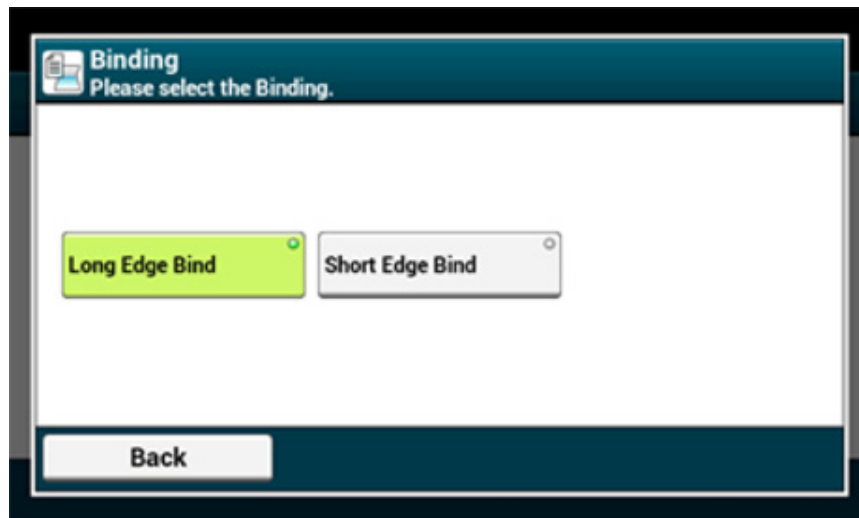 Binding
Please select the Binding.
Long Edge Bind
Short Edge Bind
Back